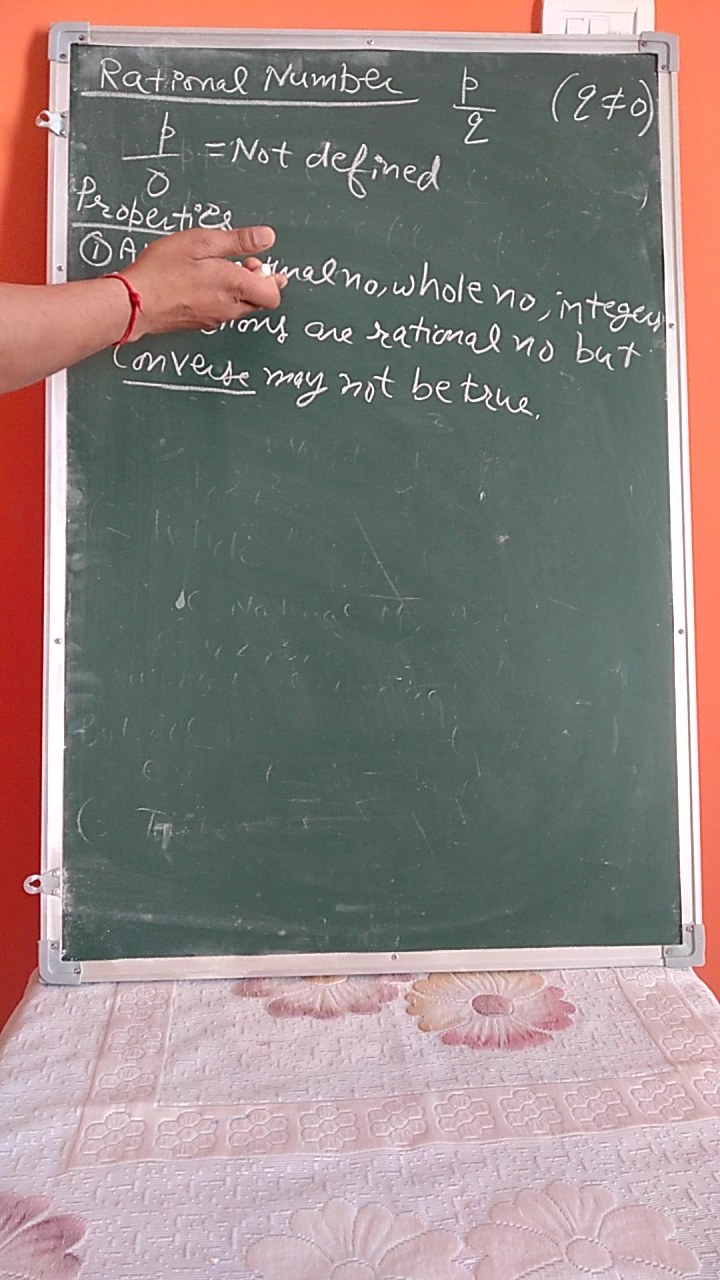 Rational Number p/q (q≠0)
p/0 = Not defined
Properties
① A
no, whole no, integers
are rational no but
Converse may not be true.